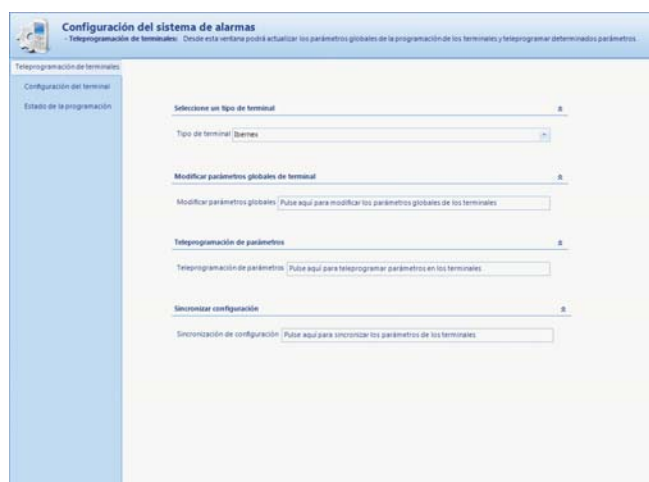 Configuración del sistema de alarmas
- Teleprogramación de terminales: Desde esta ventana podrá actualizar los parámetros globales de la programación de los terminales y teleprogramar determinados parámetros.
Teleprogramación de terminales
Configuración del terminal
Estado de la programación
Seleccione un tipo de terminal
Tipo de terminal Ibernex
Modificar parámetros globales de terminal
Modificar parámetros globales Pulse aquí para modificar los parámetros globales de los terminales
Teleprogramación de parámetros
Teleprogramación de parámetros Pulse aquí para teleprogramar parámetros en los terminales
Sincronizar configuración
Sincronización de configuración Pulse aquí para sincronizar los parámetros de los terminales